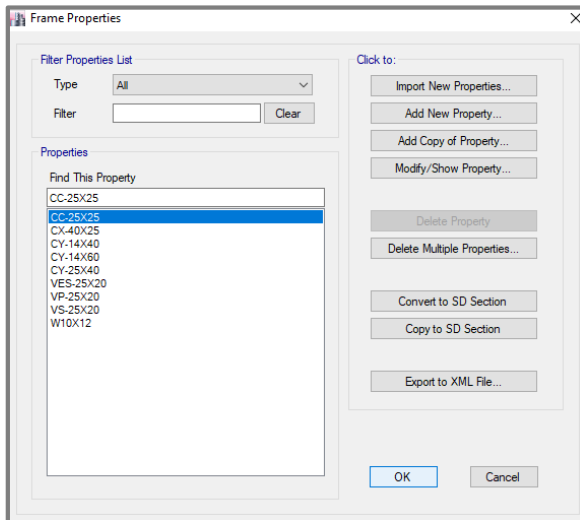 Frame Properties
Filter Properties List
Type All
Filter Clear
Properties
Find This Property
CC-25X25
CC-25X25
CX-40X25
CY-14X40
CY-14X60
CY-25X40
VES-25X20
VP-25X20
VS-25X20
W10X12
Click to:
Import New Properties...
Add New Property...
Add Copy of Property...
Modify/Show Property...
Delete Property
Delete Multiple Properties...
Convert to SD Section
Copy to SD Section
Export to XML File...
OK Cancel